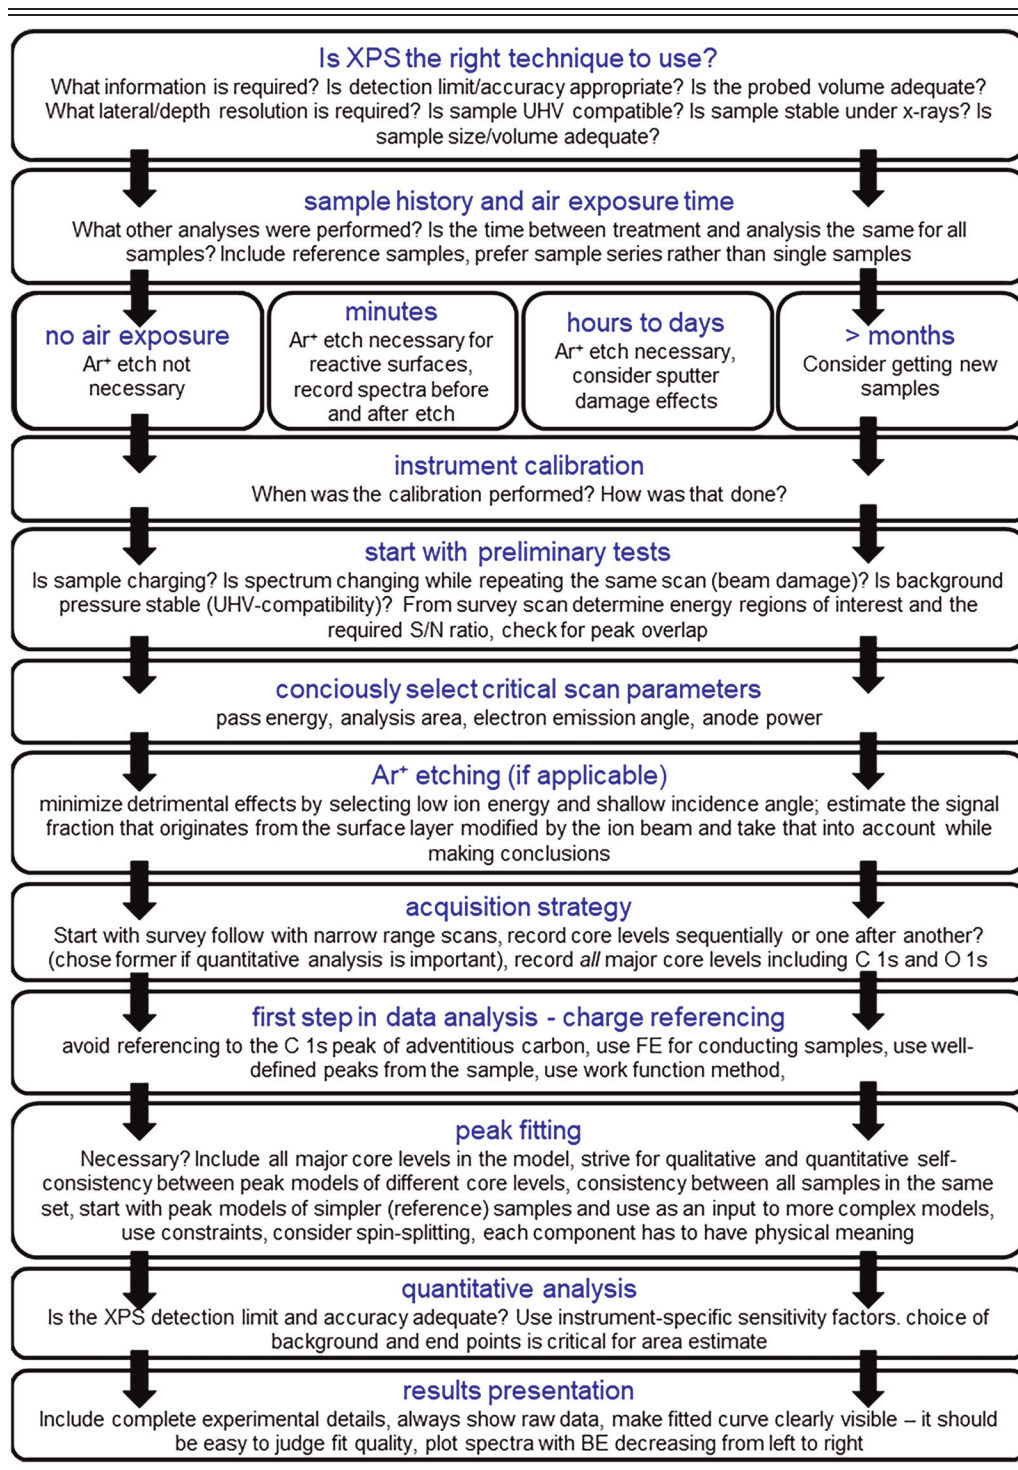 Is XPS the right technique to use?
What information is required? Is detection limit/accuracy appropriate? Is the probed volume adequate?
What lateral/depth resolution is required? Is sample UHV compatible? Is sample stable under x-rays? Is
sample size/volume adequate?
sample history and air exposure time
What other analyses were performed? Is the time between treatment and analysis the same for all
samples? Include reference samples, prefer sample series rather than single samples
no air exposure
Ar⁺ etch not
necessary
minutes
Ar⁺ etch necessary for
reactive surfaces,
record spectra before
and after etch
hours to days
Ar⁺ etch necessary,
consider sputter
damage effects
> months
Consider getting new
samples
instrument calibration
When was the calibration performed? How was that done?
start with preliminary tests
Is sample charging? Is spectrum changing while repeating the same scan (beam damage)? Is background
pressure stable (UHV-compatibility)? From survey scan determine energy regions of interest and the
required S/N ratio, check for peak overlap
conciously select critical scan parameters
pass energy, analysis area, electron emission angle, anode power
Ar⁺ etching (if applicable)
minimize detrimental effects by selecting low ion energy and shallow incidence angle; estimate the signal
fraction that originates from the surface layer modified by the ion beam and take that into account while
making conclusions
acquisition strategy
Start with survey follow with narrow range scans, record core levels sequentially or one after another?
(chose former if quantitative analysis is important), record all major core levels including C 1s and O 1s
first step in data analysis - charge referencing
avoid referencing to the C 1s peak of adventitious carbon, use FE for conducting samples, use well-
defined peaks from the sample, use work function method,
peak fitting
Necessary? Include all major core levels in the model, strive for qualitative and quantitative self-
consistency between peak models of different core levels, consistency between all samples in the same
set, start with peak models of simpler (reference) samples and use as an input to more complex models,
use constraints, consider spin-splitting, each component has to have physical meaning
quantitative analysis
Is the XPS detection limit and accuracy adequate? Use instrument-specific sensitivity factors. choice of
background and end points is critical for area estimate
results presentation
Include complete experimental details, always show raw data, make fitted curve clearly visible – it should
be easy to judge fit quality, plot spectra with BE decreasing from left to right